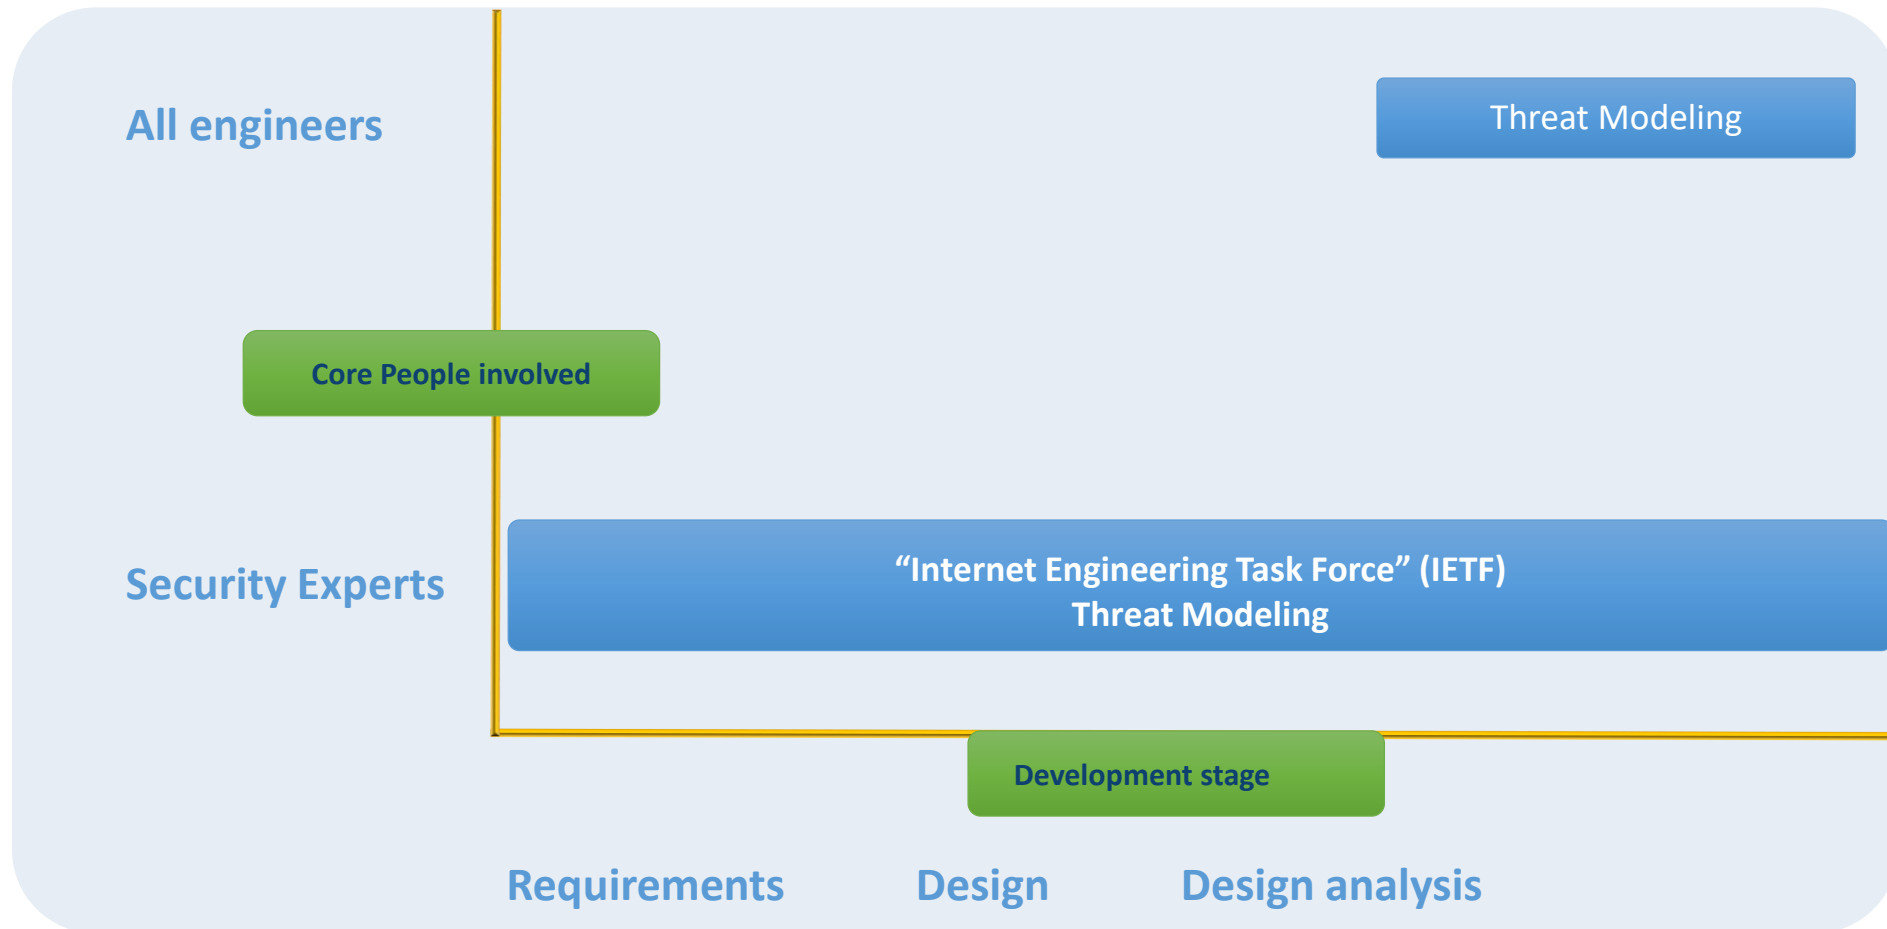 All engineers
Threat Modeling
Core People involved
Security Experts
“Internet Engineering Task Force” (IETF)
Threat Modeling
Development stage
Requirements
Design
Design analysis